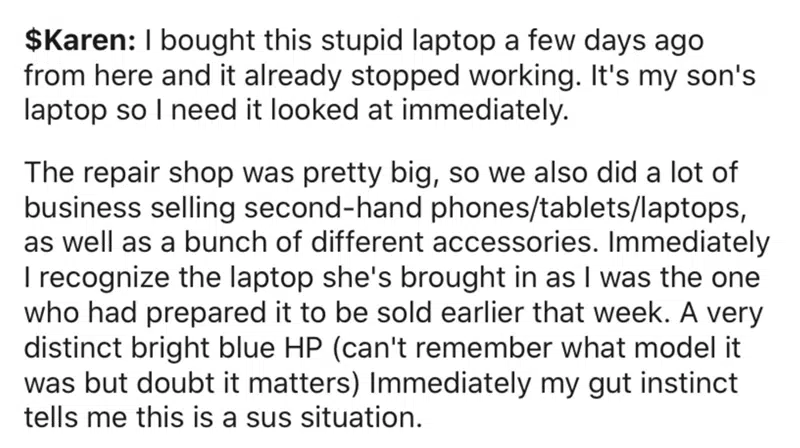 $Karen: I bought this stupid laptop a few days ago
from here and it already stopped working. It's my son's
laptop so I need it looked at immediately.
The repair shop was pretty big, so we also did a lot of
business selling second-hand phones/tablets/laptops,
as well as a bunch of different accessories. Immediately
I recognize the laptop she's brought in as I was the one
who had prepared it to be sold earlier that week. A very
distinct bright blue HP (can't remember what model it
was but doubt it matters) Immediately my gut instinct
tells me this is a sus situation.